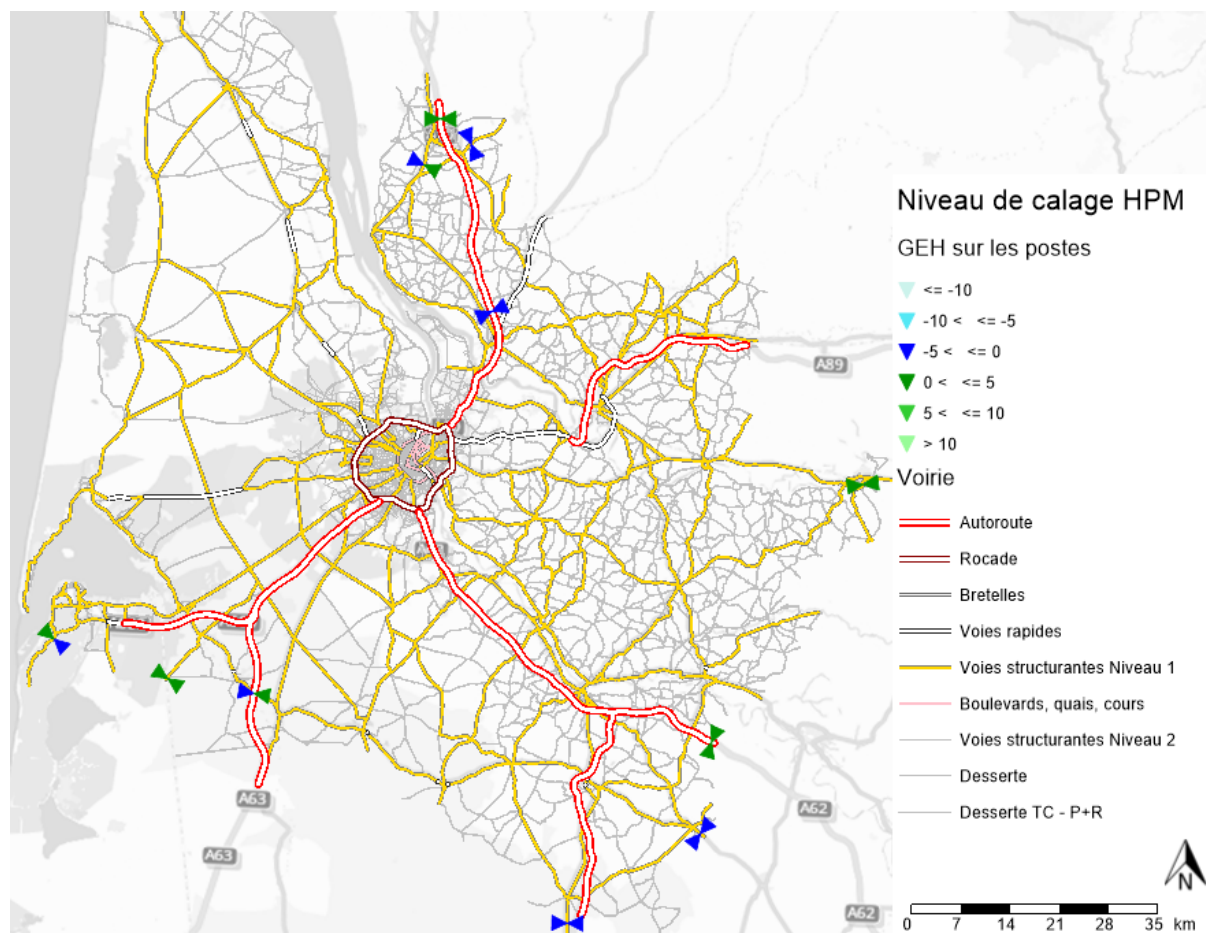 Niveau de calage HPM
GEH sur les postes
<= -10
-10 < <= -5
-5 < <= 0
0 < <= 5
5 < <= 10
> 10
Voirie
Autoroute
Rocade
Bretelles
Voies rapides
Voies structurantes Niveau 1
Boulevards, quais, cours
Voies structurantes Niveau 2
Desserte
Desserte TC - P+R
N
0 7 14 21 28 35 km
A89
A63
A63
A62
A62